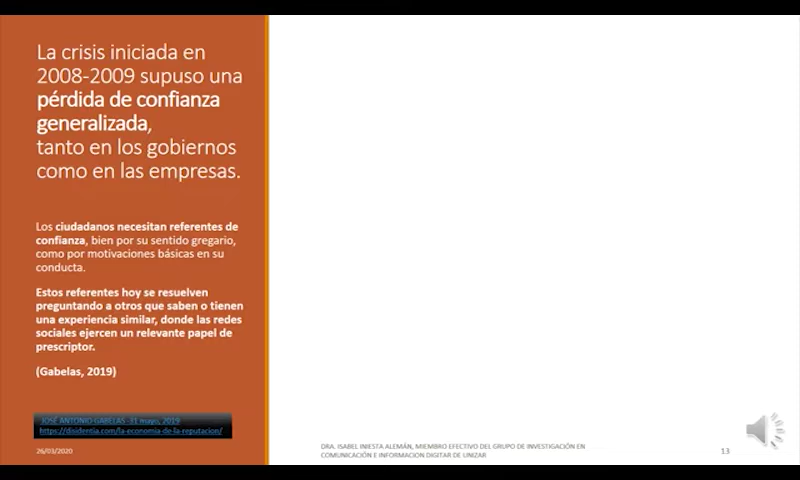 La crisis iniciada en
2008-2009 supuso una
pérdida de confianza
generalizada,
tanto en los gobiernos
como en las empresas.
Los ciudadanos necesitan referentes de
confianza, bien por su sentido gregario,
como por motivaciones básicas en su
conducta.
Estos referentes hoy se resuelven
preguntando a otros que saben o tienen
una experiencia similar, donde las redes
sociales ejercen un relevante papel de
prescriptor.
(Gabelas, 2019)
JOSÉ ANTONIO GABELAS -31 mayo, 2019
https://disidentia.com/la-economia-de-la-reputacion/
26/03/2020
DRA. ISABEL INIESTA ALEMÁN, MIEMBRO EFECTIVO DEL GRUPO DE INVESTIGACIÓN EN
COMUNICACIÓN E INFORMACION DIGITAR DE UNIZAR
13